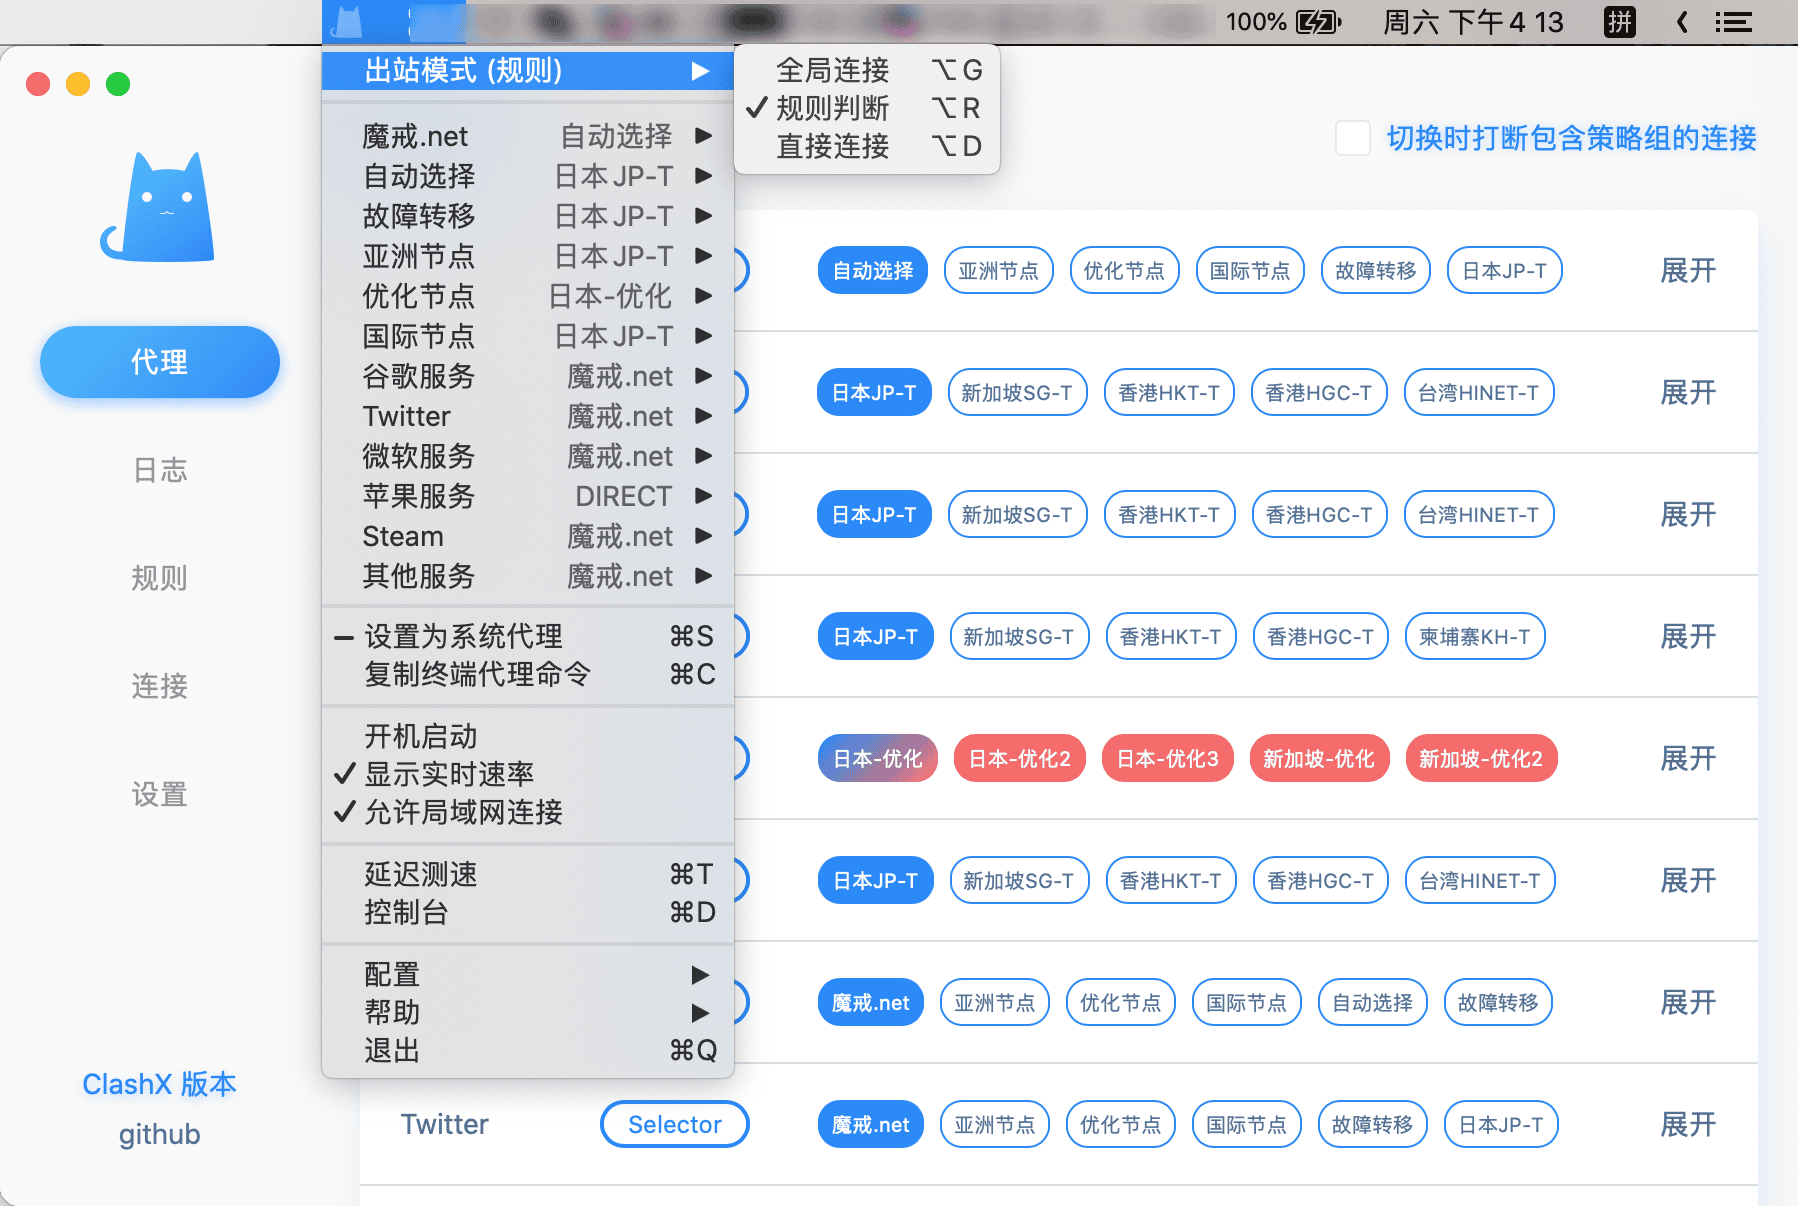 100% 周六 下午4 13 拼
出站模式 (规则)
全局连接 ⌥G
✓ 规则判断 ⌥R
直接连接 ⌥D
切换时打断包含策略组的连接
魔戒.net 自动选择
自动选择 日本JP-T
故障转移 日本JP-T
亚洲节点 日本JP-T
优化节点 日本-优化
国际节点 日本JP-T
谷歌服务 魔戒.net
Twitter 魔戒.net
微软服务 魔戒.net
苹果服务 DIRECT
Steam 魔戒.net
其他服务 魔戒.net
设置为系统代理 ⌘S
复制终端代理命令 ⌘C
开机启动
✓ 显示实时速率
✓ 允许局域网连接
延迟测速 ⌘T
控制台 ⌘D
配置
帮助
退出 ⌘Q
代理
日志
规则
连接
设置
ClashX 版本
github
自动选择 亚洲节点 优化节点 国际节点 故障转移 日本JP-T 展开
日本JP-T 新加坡SG-T 香港HKT-T 香港HGC-T 台湾HINET-T 展开
日本JP-T 新加坡SG-T 香港HKT-T 香港HGC-T 台湾HINET-T 展开
日本JP-T 新加坡SG-T 香港HKT-T 香港HGC-T 柬埔寨KH-T 展开
日本-优化 日本-优化2 日本-优化3 新加坡-优化 新加坡-优化2 展开
日本JP-T 新加坡SG-T 香港HKT-T 香港HGC-T 台湾HINET-T 展开
魔戒.net 亚洲节点 优化节点 国际节点 自动选择 故障转移 展开
Twitter Selector 魔戒.net 亚洲节点 优化节点 国际节点 故障转移 日本JP-T 展开